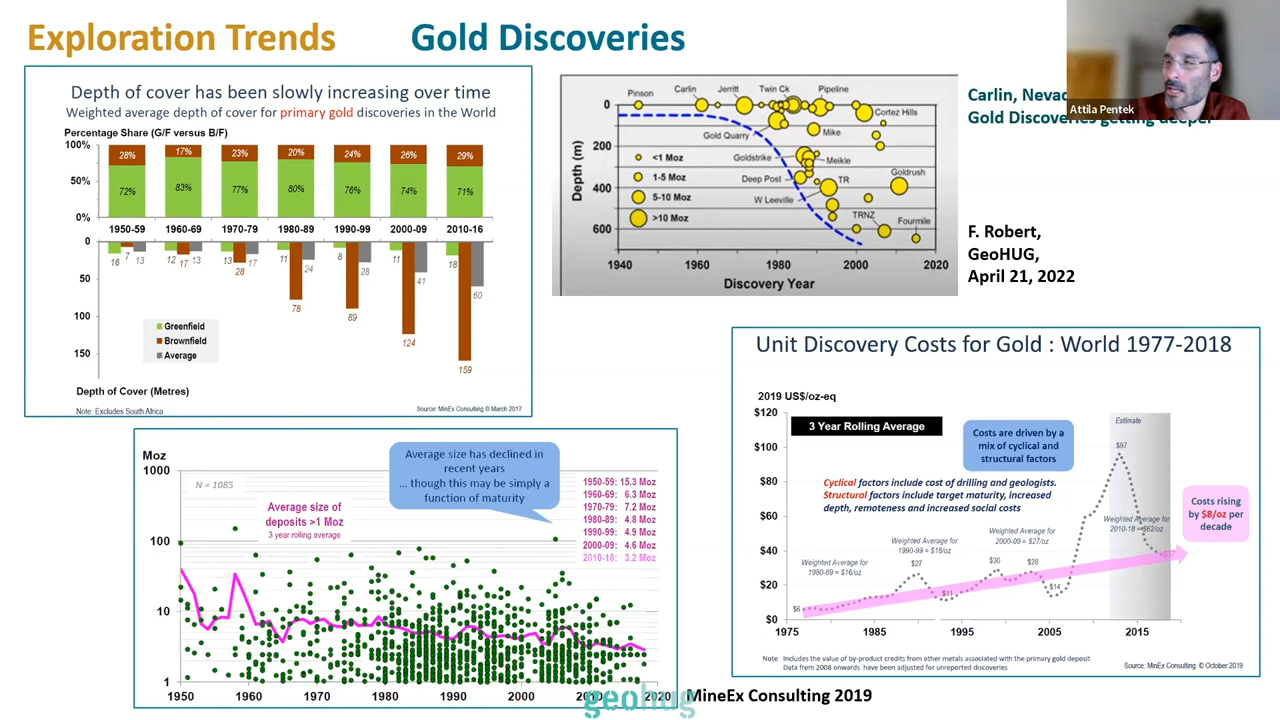 Exploration Trends
Gold Discoveries
Depth of cover has been slowly increasing over time
Weighted average depth of cover for primary gold discoveries in the World
Percentage Share (G/F versus B/F)
100%
50%
0%
28% 17% 23% 20% 24% 26% 29%
72% 83% 77% 80% 76% 74% 71%
1950-59 1960-69 1970-79 1980-89 1990-99 2000-09 2010-16
0
50
100
150
16 7 13 12 17 13 13 28 17 11 78 24 8 89 28 11 124 41 18 159 60
Greenfield
Brownfield
Average
Depth of Cover (Metres)
Note: Excludes South Africa
Source: MinEx Consulting © March 2017
Pinson Carlin Jerritt Twin Ck Pipeline
Cortez Hills
Gold Quarry Mike
Goldstrike Meikle
Deep Post TR Goldrush
W Leeville
TRNZ Fourmile
Depth (m)
0
200
400
600
<1 Moz
1-5 Moz
5-10 Moz
>10 Moz
1940 1960 1980 2000 2020
Discovery Year
Carlin,
Gold Discoveries getting deeper
Attila Pentek
F. Robert,
GeoHUG,
April 21, 2022
Moz
1000
100
10
1
N = 1085
Average size of
deposits >1 Moz
3 year rolling average
Average size has declined in
recent years
... though this may be simply a
function of maturity
1950-59: 15.3 Moz
1960-69: 6.3 Moz
1970-79: 7.2 Moz
1980-89: 4.8 Moz
1990-99: 4.9 Moz
2000-09: 4.6 Moz
2010-18: 3.2 Moz
1950 1960 1970 1980 1990 2000 2010 2020
Unit Discovery Costs for Gold : World 1977-2018
2019 US$/oz-eq
$120
$100
$80
$60
$40
$20
$0
3 Year Rolling Average
Costs are driven by a
mix of cyclical and
structural factors
Estimate
Cyclical factors include cost of drilling and geologists.
Structural factors include target maturity, increased
depth, remoteness and increased social costs
Weighted Average for
1980-89 = $16/oz
Weighted Average for
1990-99 = $18/oz
Weighted Average for
2000-09 = $27/oz
Weighted Average for
2010-18 = $62/oz
$6 $27 $11 $30 $28 $14 $97
Costs rising
by $8/oz per
decade
1975 1985 1995 2005 2015
Note Includes the value of by-product credits from other metals associated with the primary gold deposit
Data from 2008 onwards have been adjusted for unreported discoveries
Source: MinEx Consulting © October 2019
geohug
MineEx Consulting 2019